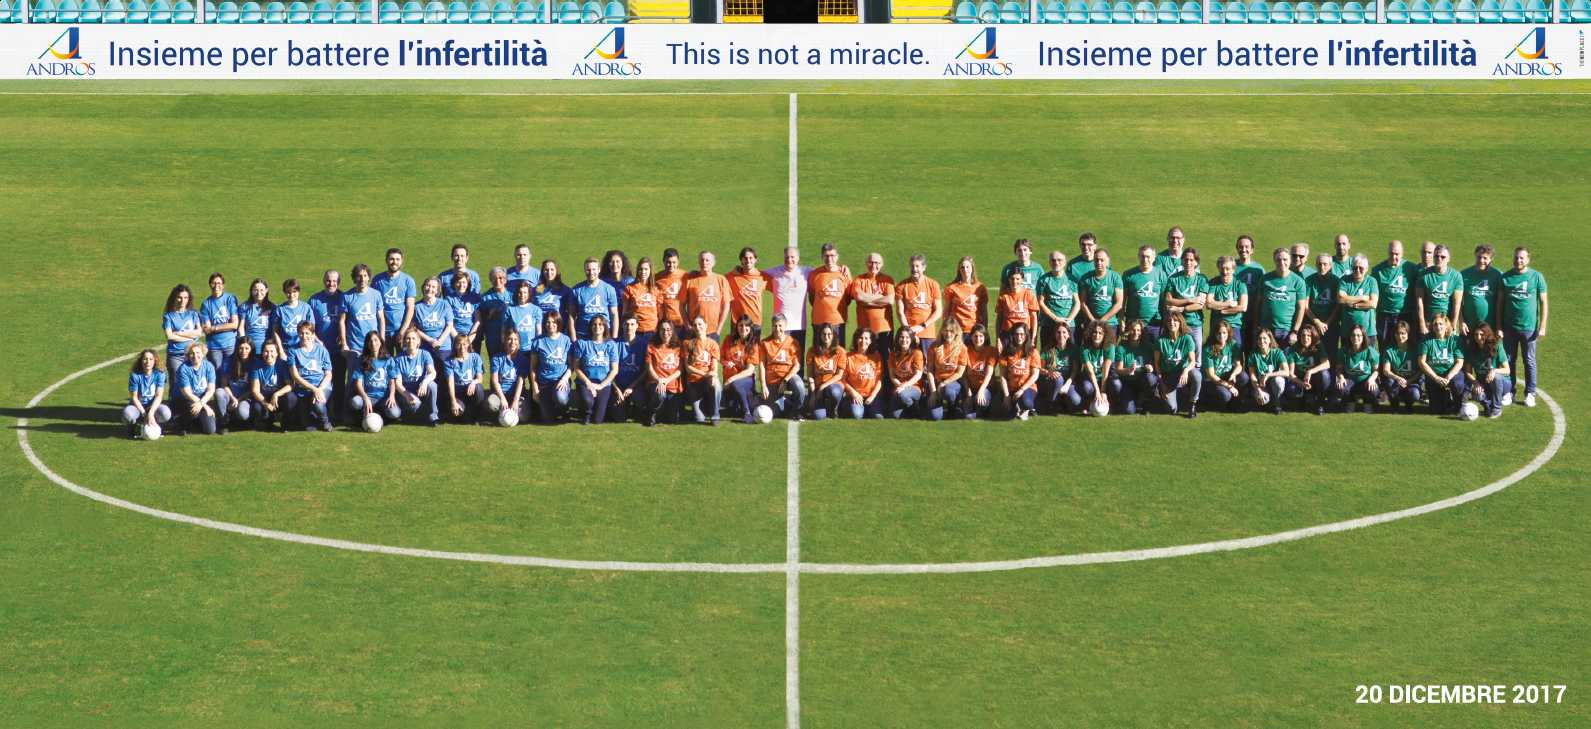 ANDROS Insieme per battere l'infertilità ANDROS This is not a miracle. ANDROS Insieme per battere l'infertilità ANDROS
20 DICEMBRE 2017